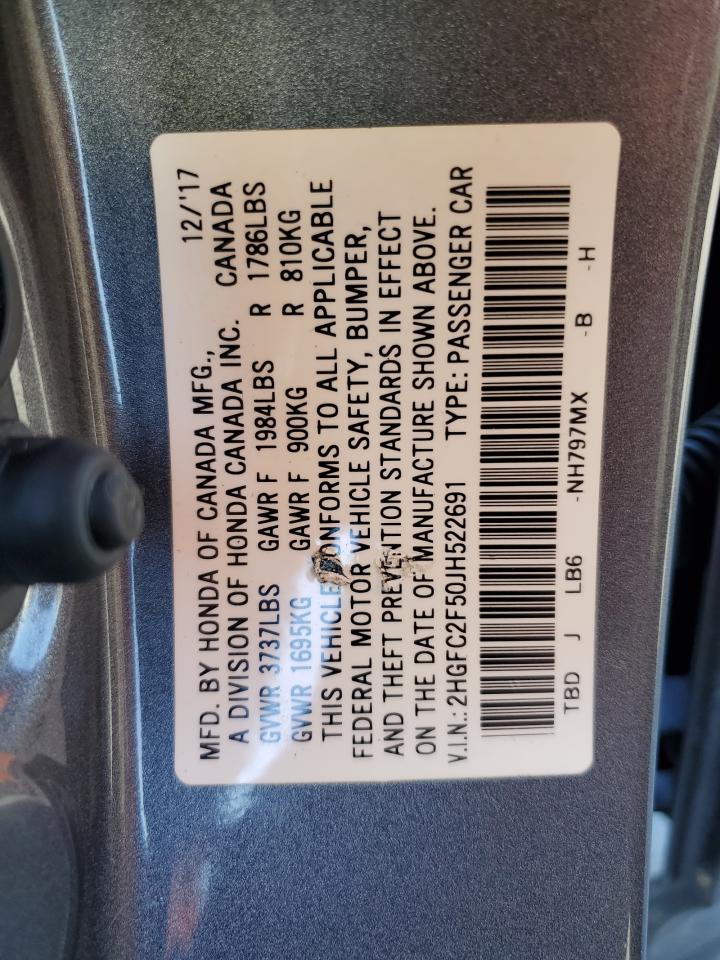 12/'17
MFD. BY HONDA OF CANADA MFG.,
A DIVISION OF HONDA CANADA INC. CANADA
GVWR 3737LBS GAWR F 1984LBS R 1786LBS
GVWR 1695KG GAWR F 900KG R 810KG
THIS VEHICLE CONFORMS TO ALL APPLICABLE
FEDERAL MOTOR VEHICLE SAFETY, BUMPER,
AND THEFT PREVENTION STANDARDS IN EFFECT
ON THE DATE OF MANUFACTURE SHOWN ABOVE.
V.I.N.: 2HGFC2F50JH522691 TYPE: PASSENGER CAR
TBD J LB6 -NH797MX -B -H